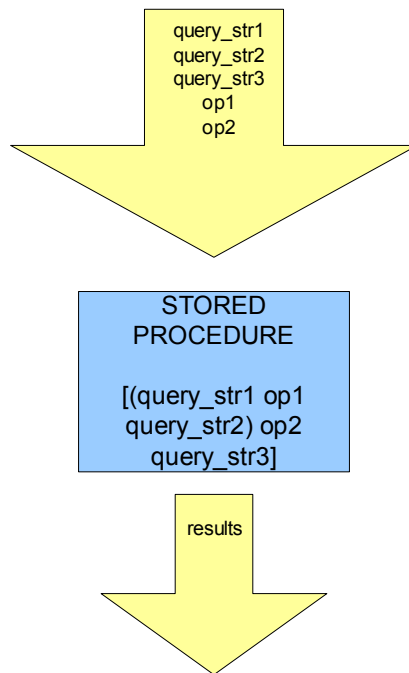 query_str1
query_str2
query_str3
op1
op2
STORED
PROCEDURE
[(query_str1 op1
query_str2) op2
query_str3]
results